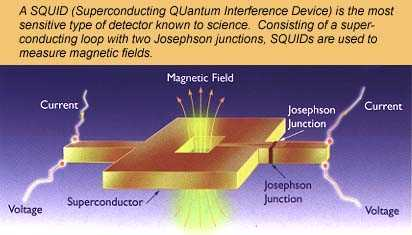 A SQUID (Superconducting QUantum Interference Device) is the most
sensitive type of detector known to science. Consisting of a super-
conducting loop with two Josephson junctions, SQUIDs are used to
measure magnetic fields.
Magnetic Field
Current
Josephson
Junction
Current
Voltage
Superconductor
Josephson
Junction
Voltage